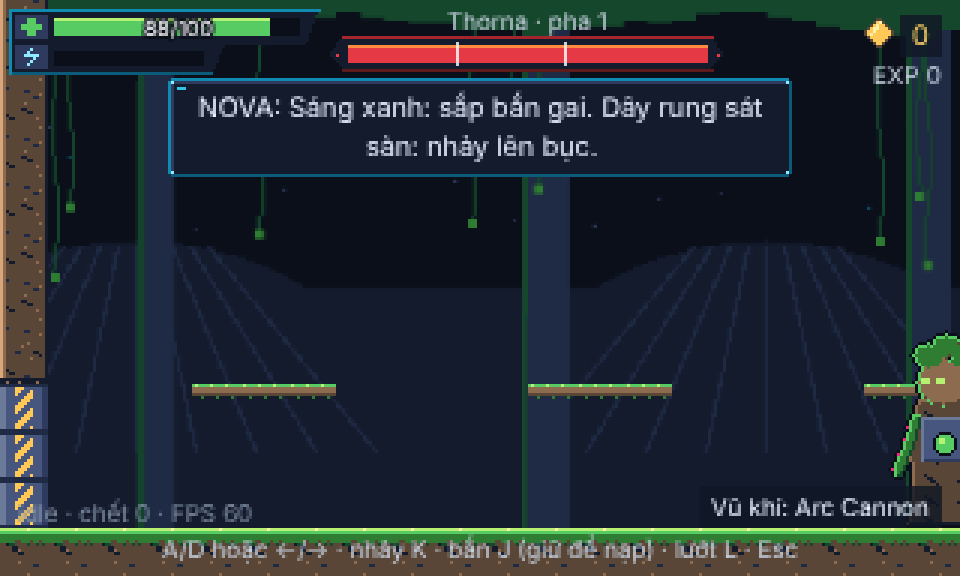 88/100
Thorna · pha 1
0
EXP 0
NOVA: Sáng xanh: sắp bắn gai. Dây rung sát
sàn: nhảy lên bục.
chết 0 · FPS 60
Vũ khí: Arc Cannon
A/D hoặc ←/→ · nhảy K · bắn J (giữ để nạp) · lướt L · Esc